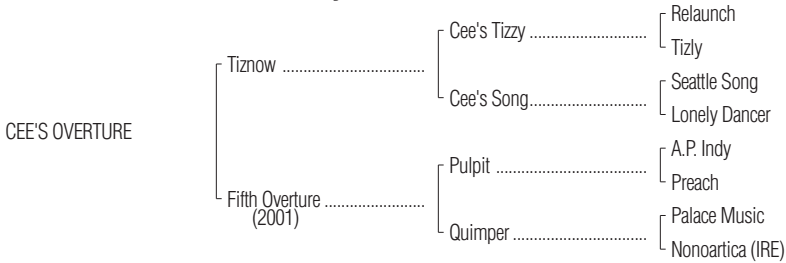 Relaunch
Cee's Tizzy ..............................
Tizly
Tiznow ....................................
Seattle Song
Cee's Song..............................
Lonely Dancer
CEE'S OVERTURE
A.P. Indy
Pulpit ......................................
Preach
Fifth Overture .........................
(2001)
Palace Music
Quimper ..................................
Nonoartica (IRE)